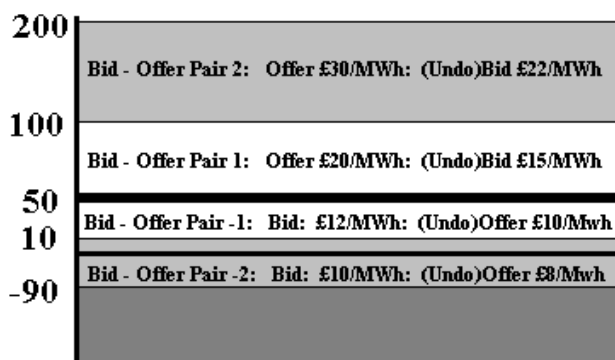 200
Bid - Offer Pair 2: Offer £30/MWh: (Undo)Bid £22/MWh
100
Bid - Offer Pair 1: Offer £20/MWh: (Undo)Bid £15/MWh
50
Bid - Offer Pair -1: Bid: £12/MWh: (Undo)Offer £10/Mwh
10
Bid - Offer Pair -2: Bid: £10/MWh: (Undo)Offer £8/Mwh
-90